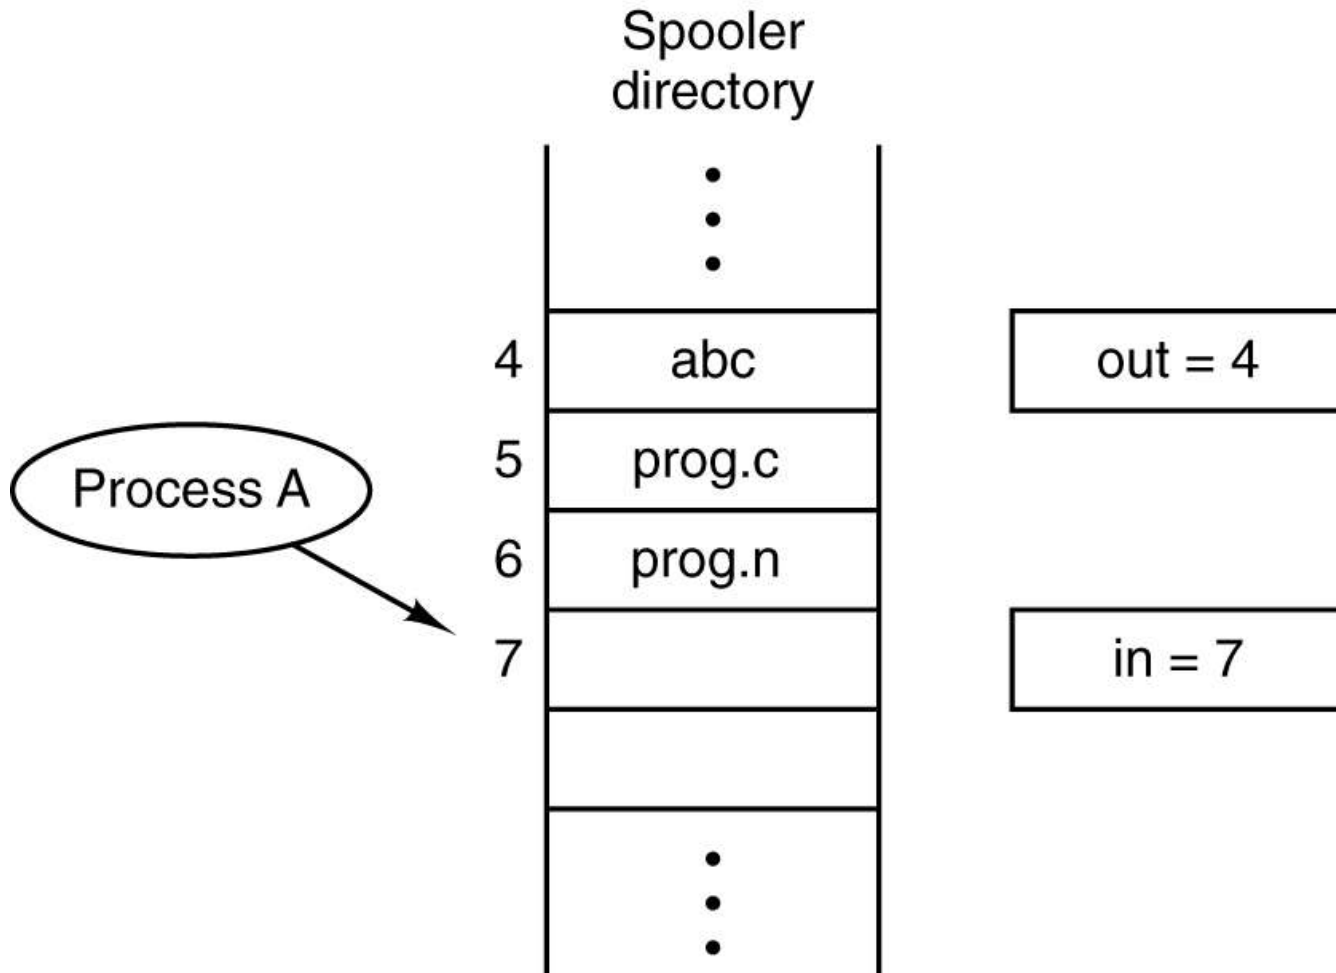 Spooler
directory
4
abc
out = 4
5
prog.c
Process A
6
prog.n
7
in = 7